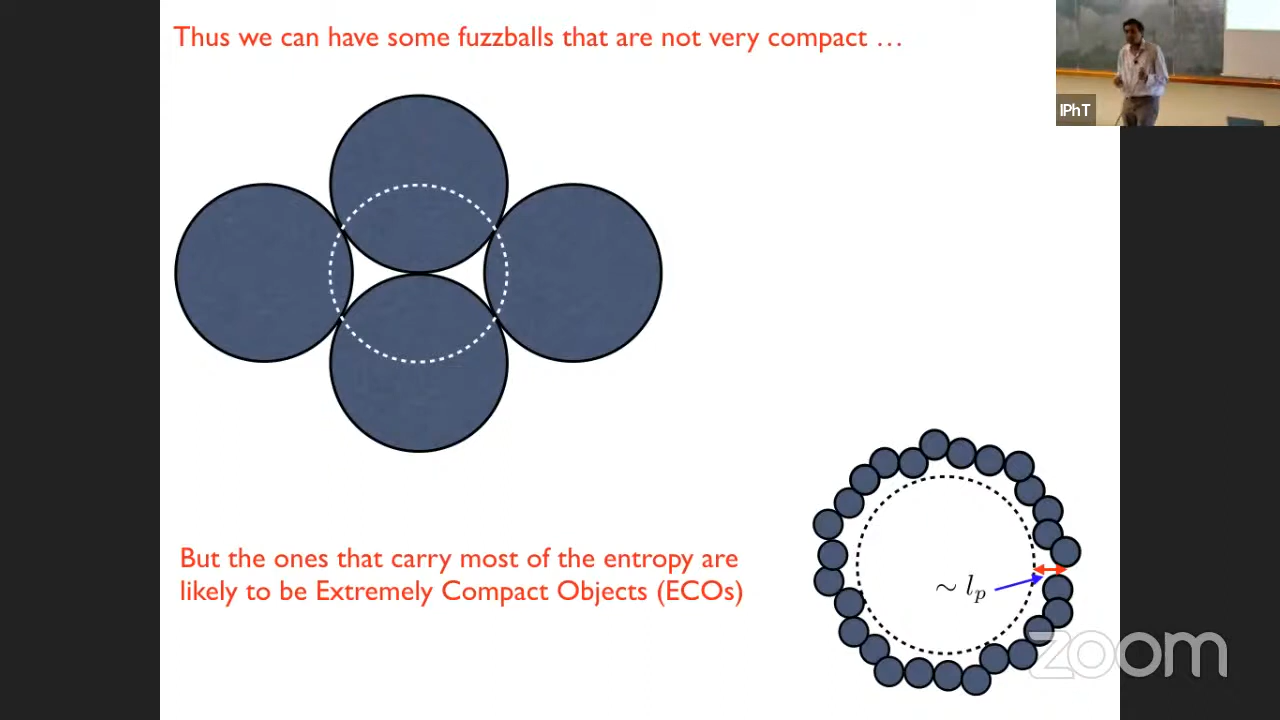 Thus we can have some fuzzballs that are not very compact …
IPhT
But the ones that carry most of the entropy are
likely to be Extremely Compact Objects (ECOs)
∼ lₚ
zoom